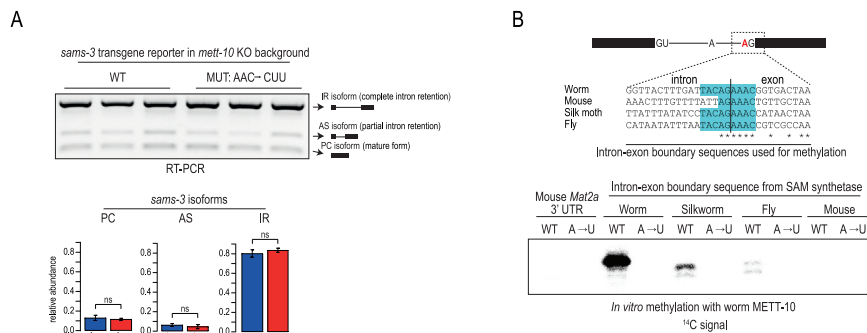 A
sams-3 transgene reporter in mett-10 KO background
WT
MUT: AAC→ CUU
IR isoform (complete intron retention)
AS isoform (partial intron retention)
PC isoform (mature form)
RT-PCR
sams-3 isoforms
PC
AS
IR
relative abundance
0.8
0.6
0.4
0.2
0.0
ns
0.8
0.6
0.4
0.2
0.0
ns
0.8
0.6
0.4
0.2
0.0
ns
B
GU
A
AG
intron
exon
Worm
GGTTACTTTGATTACAGAAACGGTGACTAA
Mouse
AAACTTTGTTTTATTAGAAACTGTTGCTAA
Silk moth
TTATTTATATCCTACAGAAACCATTAACAA
Fly
CATAATATTTAATACAGAAACCGTCGCCAA
****** * * **
Intron-exon boundary sequences used for methylation
Mouse Mat2a
3' UTR
Intron-exon boundary sequence from SAM synthetase
Worm
Silkworm
Fly
Mouse
WT A→U WT A→U WT A→U WT A→U WT A→U
In vitro methylation with worm METT-10
14C signal